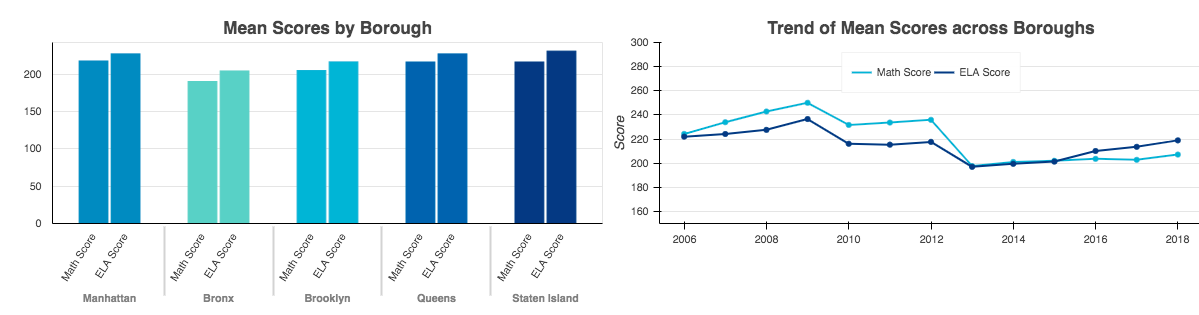 Mean Scores by Borough
200
150
100
50
0
Math Score ELA Score Math Score ELA Score Math Score ELA Score Math Score ELA Score Math Score ELA Score
Manhattan Bronx Brooklyn Queens Staten Island
Trend of Mean Scores across Boroughs
Math Score ELA Score
Score
300
280
260
240
220
200
180
160
2006 2008 2010 2012 2014 2016 2018